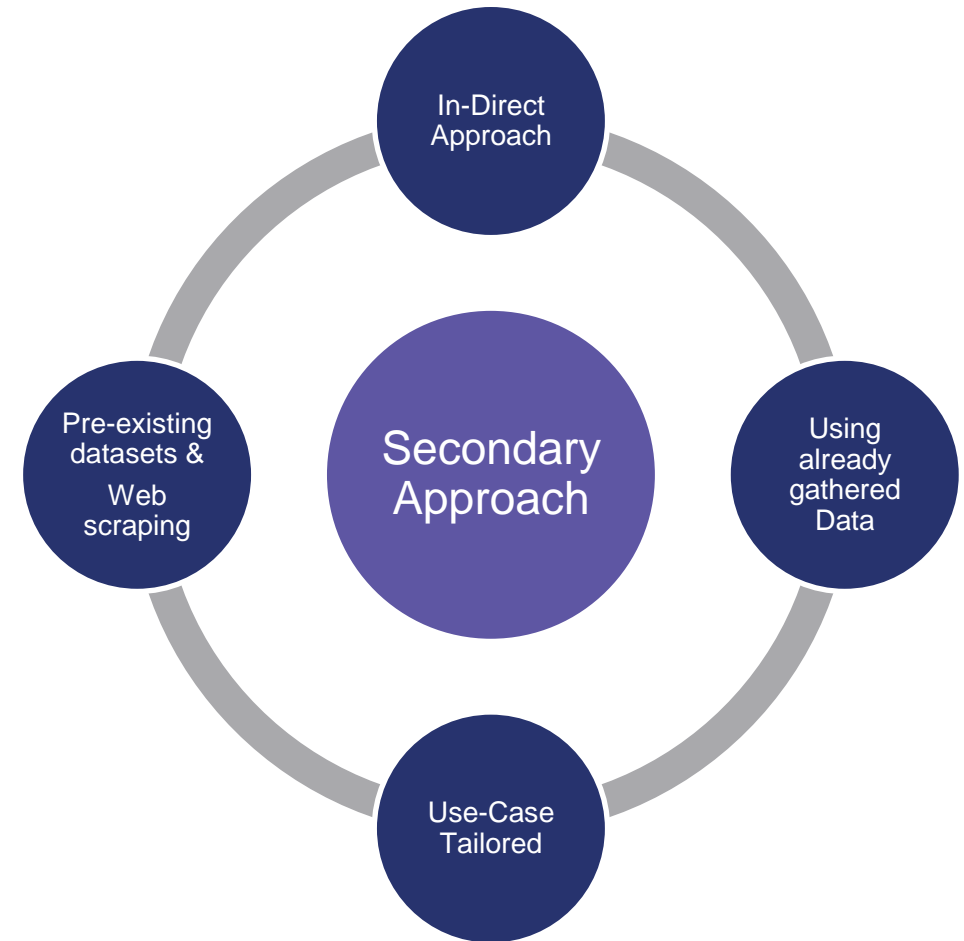 In-Direct
Approach
Pre-existing
datasets &
Web
scraping
Secondary
Approach
Using
already
gathered
Data
Use-Case
Tailored